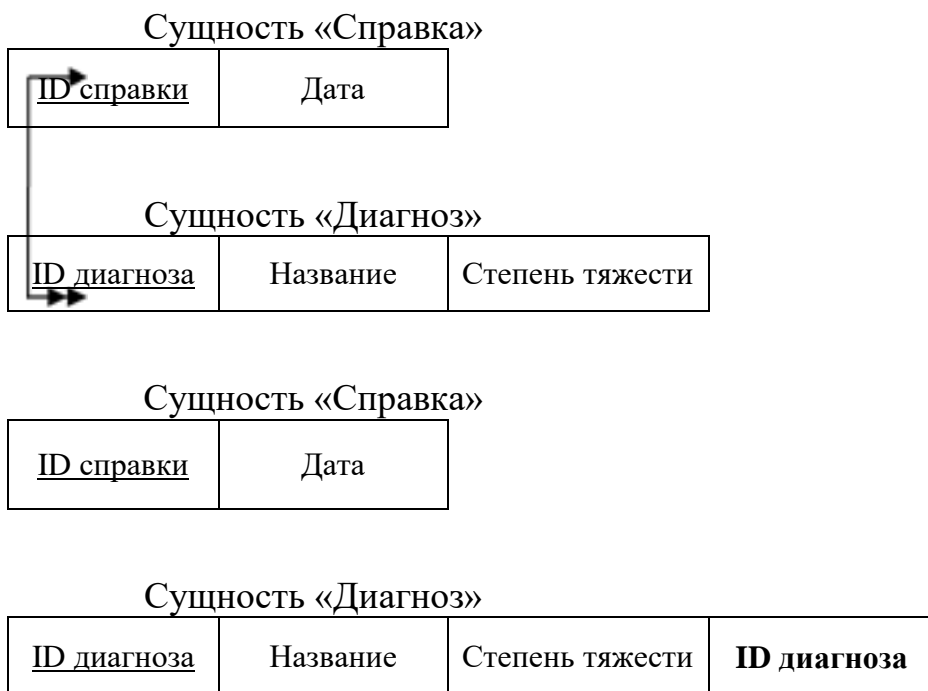 Сущность «Справка»
ID справки Дата
Сущность «Диагноз»
ID диагноза Название Степень тяжести
Сущность «Справка»
ID справки Дата
Сущность «Диагноз»
ID диагноза Название Степень тяжести ID диагноза